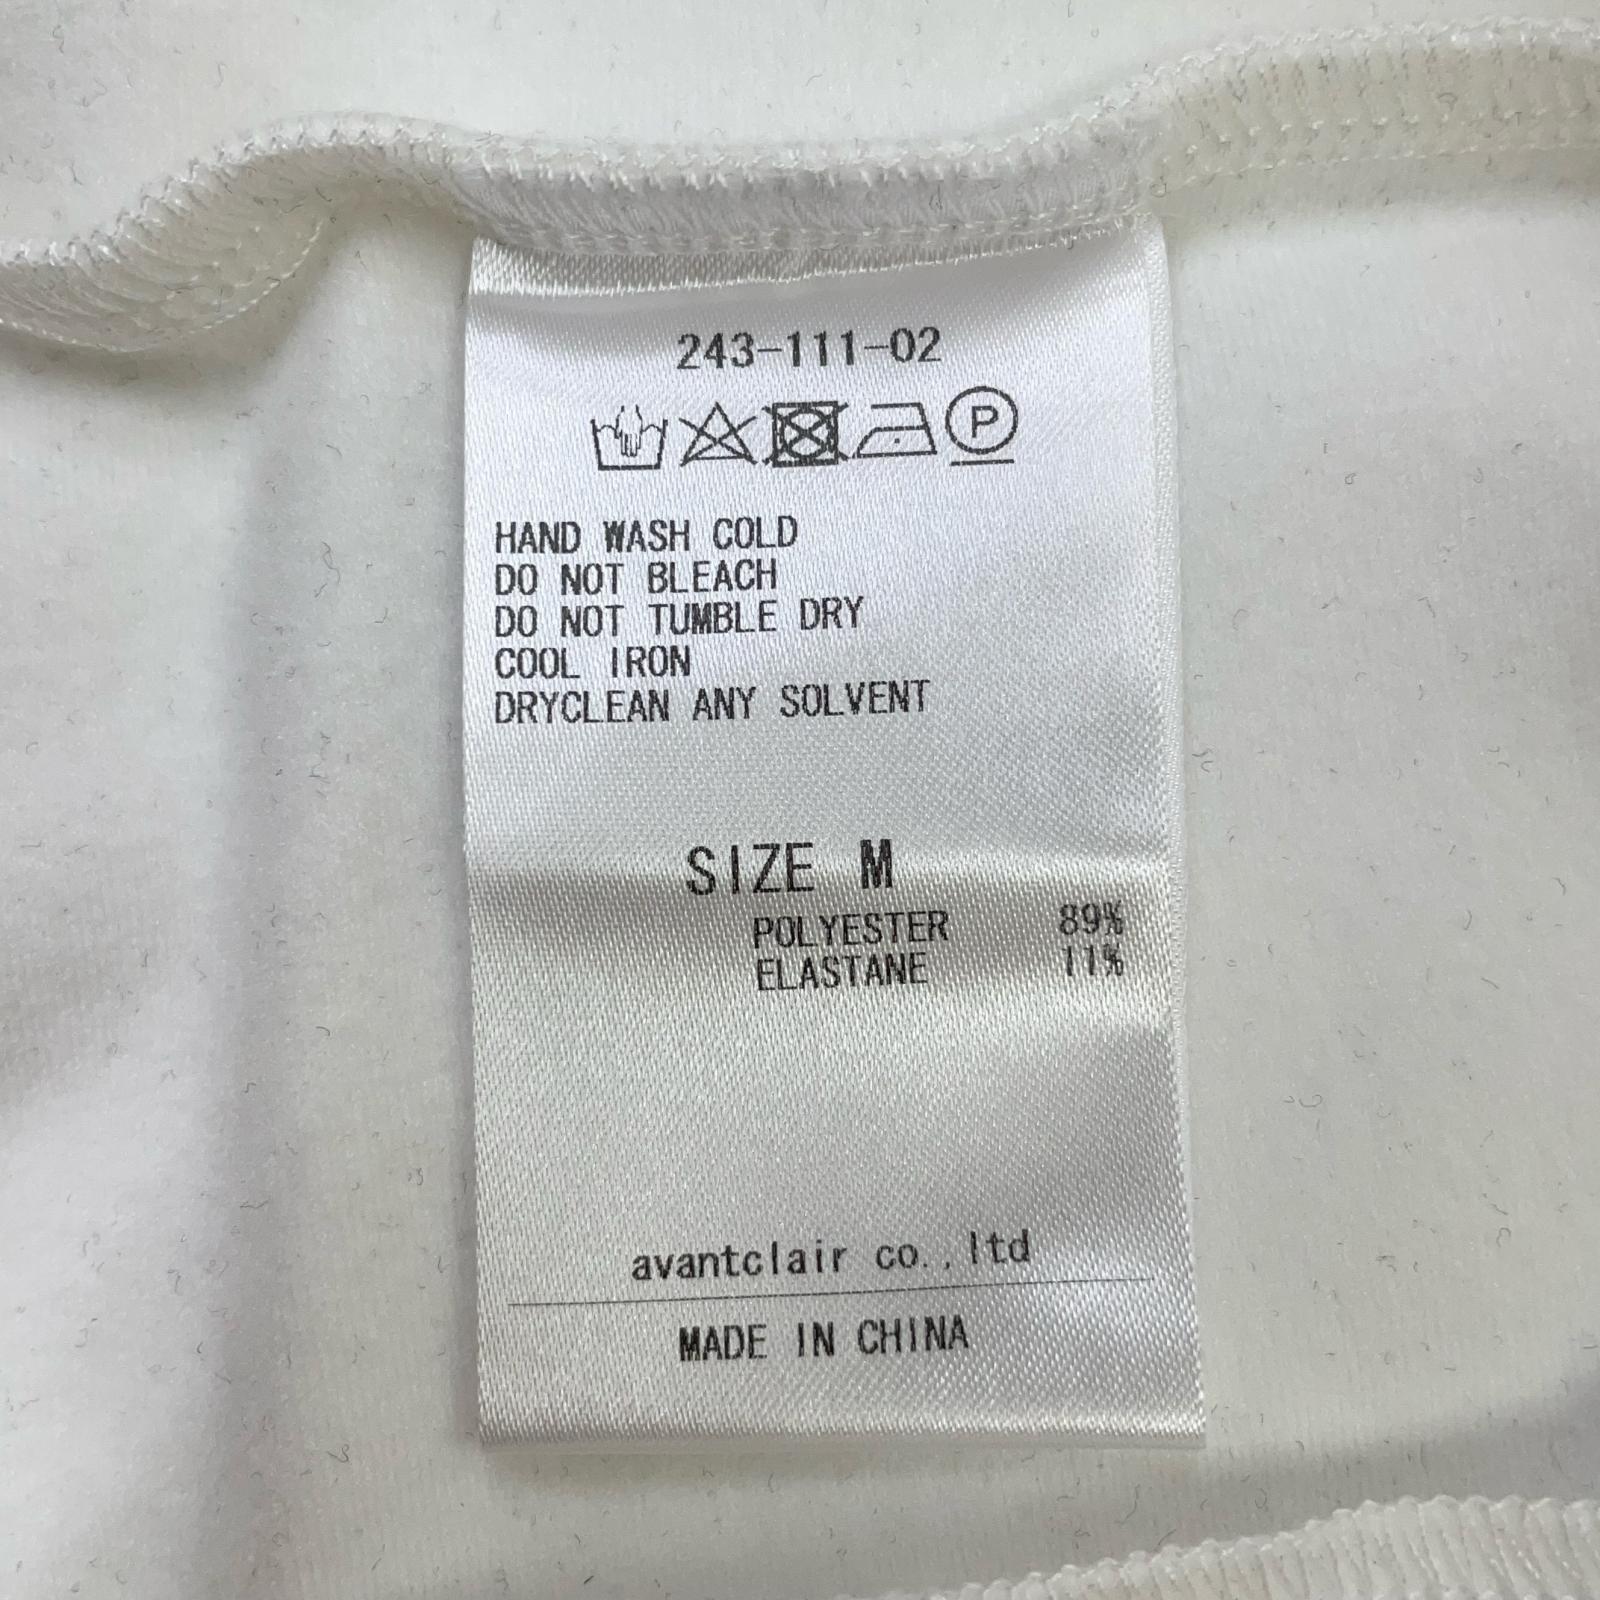 243-111-02
P
HAND WASH COLD
DO NOT BLEACH
DO NOT TUMBLE DRY
COOL IRON
DRYCLEAN ANY SOLVENT
SIZE M
POLYESTER 89%
ELASTANE 11%
avantclair co.,ltd
MADE IN CHINA